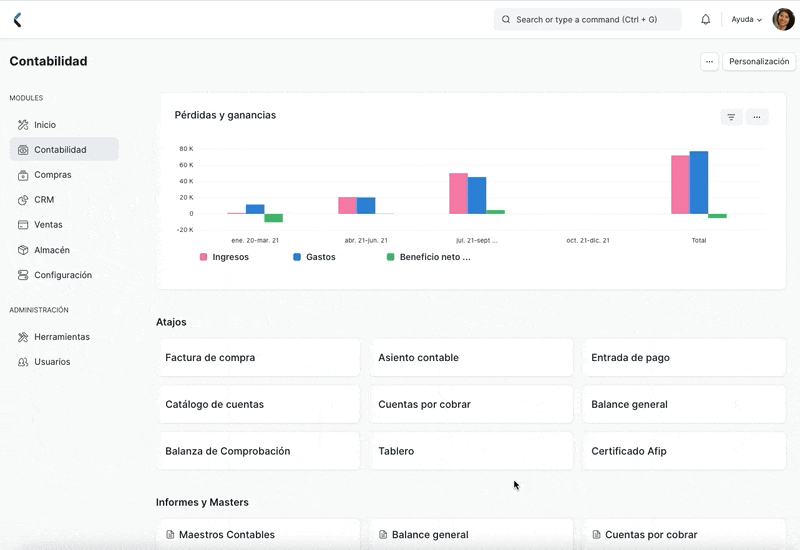 Search or type a command (Ctrl + G)
Ayuda
Contabilidad
...
Personalización
MODULES
Inicio
Contabilidad
Compras
CRM
Ventas
Almacén
Configuración
ADMINISTRACIÓN
Herramientas
Usuarios
Pérdidas y ganancias
...
80 K
60 K
40 K
20 K
0
-20 K
ene. 20-mar. 21
abr. 21-jun. 21
jul. 21-sept ...
oct. 21-dic. 21
Total
Ingresos
Gastos
Beneficio neto ...
Atajos
Factura de compra
Asiento contable
Entrada de pago
Catálogo de cuentas
Cuentas por cobrar
Balance general
Balanza de Comprobación
Tablero
Certificado Afip
Informes y Masters
Maestros Contables
Balance general
Cuentas por cobrar